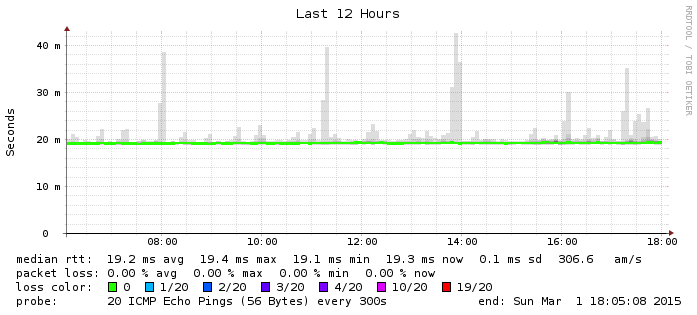 Last 12 Hours
RRDTOOL / TOBI OETIKER
Seconds
40 m
30 m
20 m
10 m
0
08:00 10:00 12:00 14:00 16:00 18:00
median rtt: 19.2 ms avg 19.4 ms max 19.1 ms min 19.3 ms now 0.1 ms sd 306.6 am/s
packet loss: 0.00 % avg 0.00 % max 0.00 % min 0.00 % now
loss color: 0 1/20 2/20 3/20 4/20 10/20 19/20
probe: 20 ICMP Echo Pings (56 Bytes) every 300s end: Sun Mar 1 18:05:08 2015